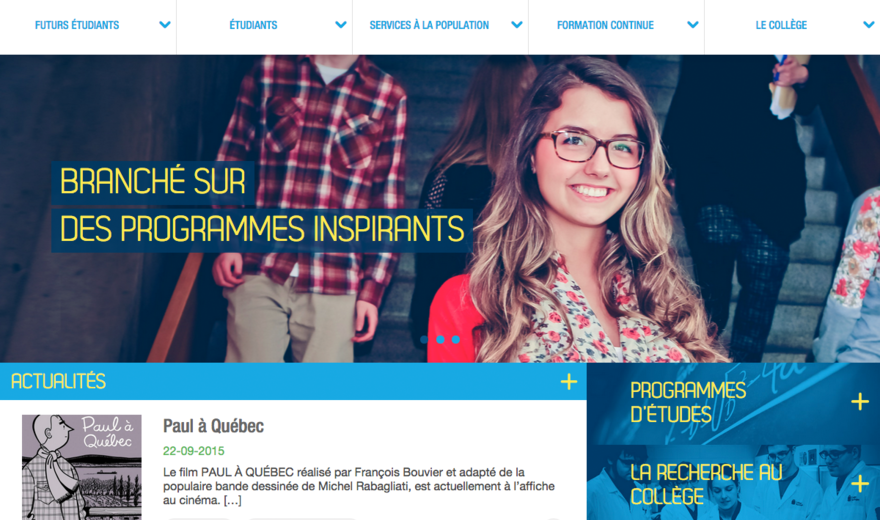 FUTURS ÉTUDIANTS
ÉTUDIANTS
SERVICES À LA POPULATION
FORMATION CONTINUE
LE COLLÈGE
BRANCHÉ SUR
DES PROGRAMMES INSPIRANTS
ACTUALITÉS
Paul à
Québec
Paul à Québec
22-09-2015
Le film PAUL À QUÉBEC réalisé par François Bouvier et adapté de la
populaire bande dessinée de Michel Rabagliati, est actuellement à l'affiche
au cinéma. [...]
PROGRAMMES
D'ÉTUDES
LA RECHERCHE AU
COLLÈGE